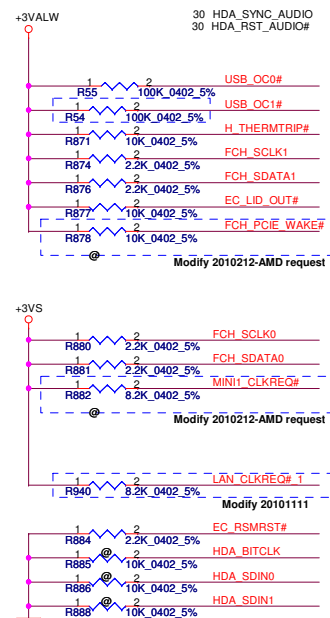 +3VALW
30 HDA_SYNC_AUDIO
30 HDA_RST_AUDIO#
1 2 USB_OC0#
R55 100K_0402_5%
1 2 USB_OC1#
R54 100K_0402_5%
1 2 H_THERMTRIP#
R871 10K_0402_5%
1 2 FCH_SCLK1
R874 2.2K_0402_5%
1 2 FCH_SDATA1
R876 2.2K_0402_5%
1 2 EC_LID_OUT#
R877 10K_0402_5%
1 2 FCH_PCIE_WAKE#
R878 10K_0402_5%
@
Modify 2010212-AMD request
+3VS
1 2 FCH_SCLK0
R880 2.2K_0402_5%
1 2 FCH_SDATA0
R881 2.2K_0402_5%
1 2 MINI1_CLKREQ#
R882 8.2K_0402_5%
@
Modify 2010212-AMD request
1 2 LAN_CLKREQ#_1
R940 8.2K_0402_5%
Modify 20101111
1 2 EC_RSMRST#
R884 2.2K_0402_5%
1 @ 2 HDA_BITCLK
R885 10K_0402_5%
1 @ 2 HDA_SDIN0
R886 10K_0402_5%
1 @ 2 HDA_SDIN1
R888 10K_0402_5%